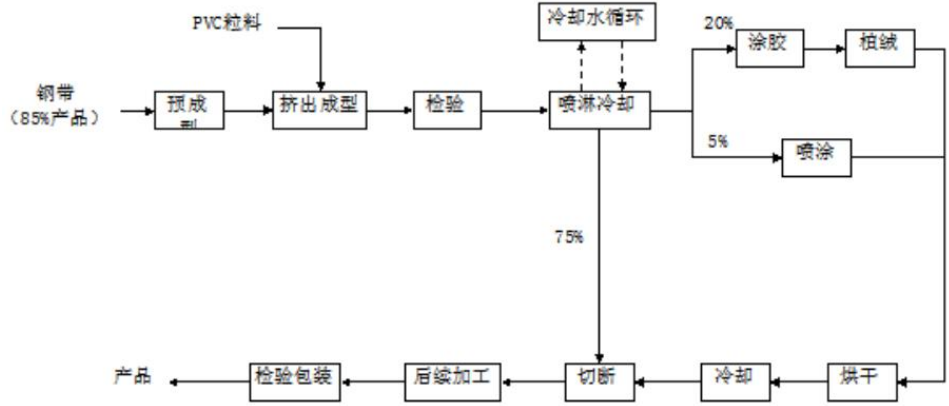 冷却水循环
PVC粒料
20%
涂胶
植绒
钢带
(85%产品)
预成型
挤出成型
检验
喷淋冷却
5%
喷涂
75%
产品
检验包装
后续加工
切断
冷却
烘干